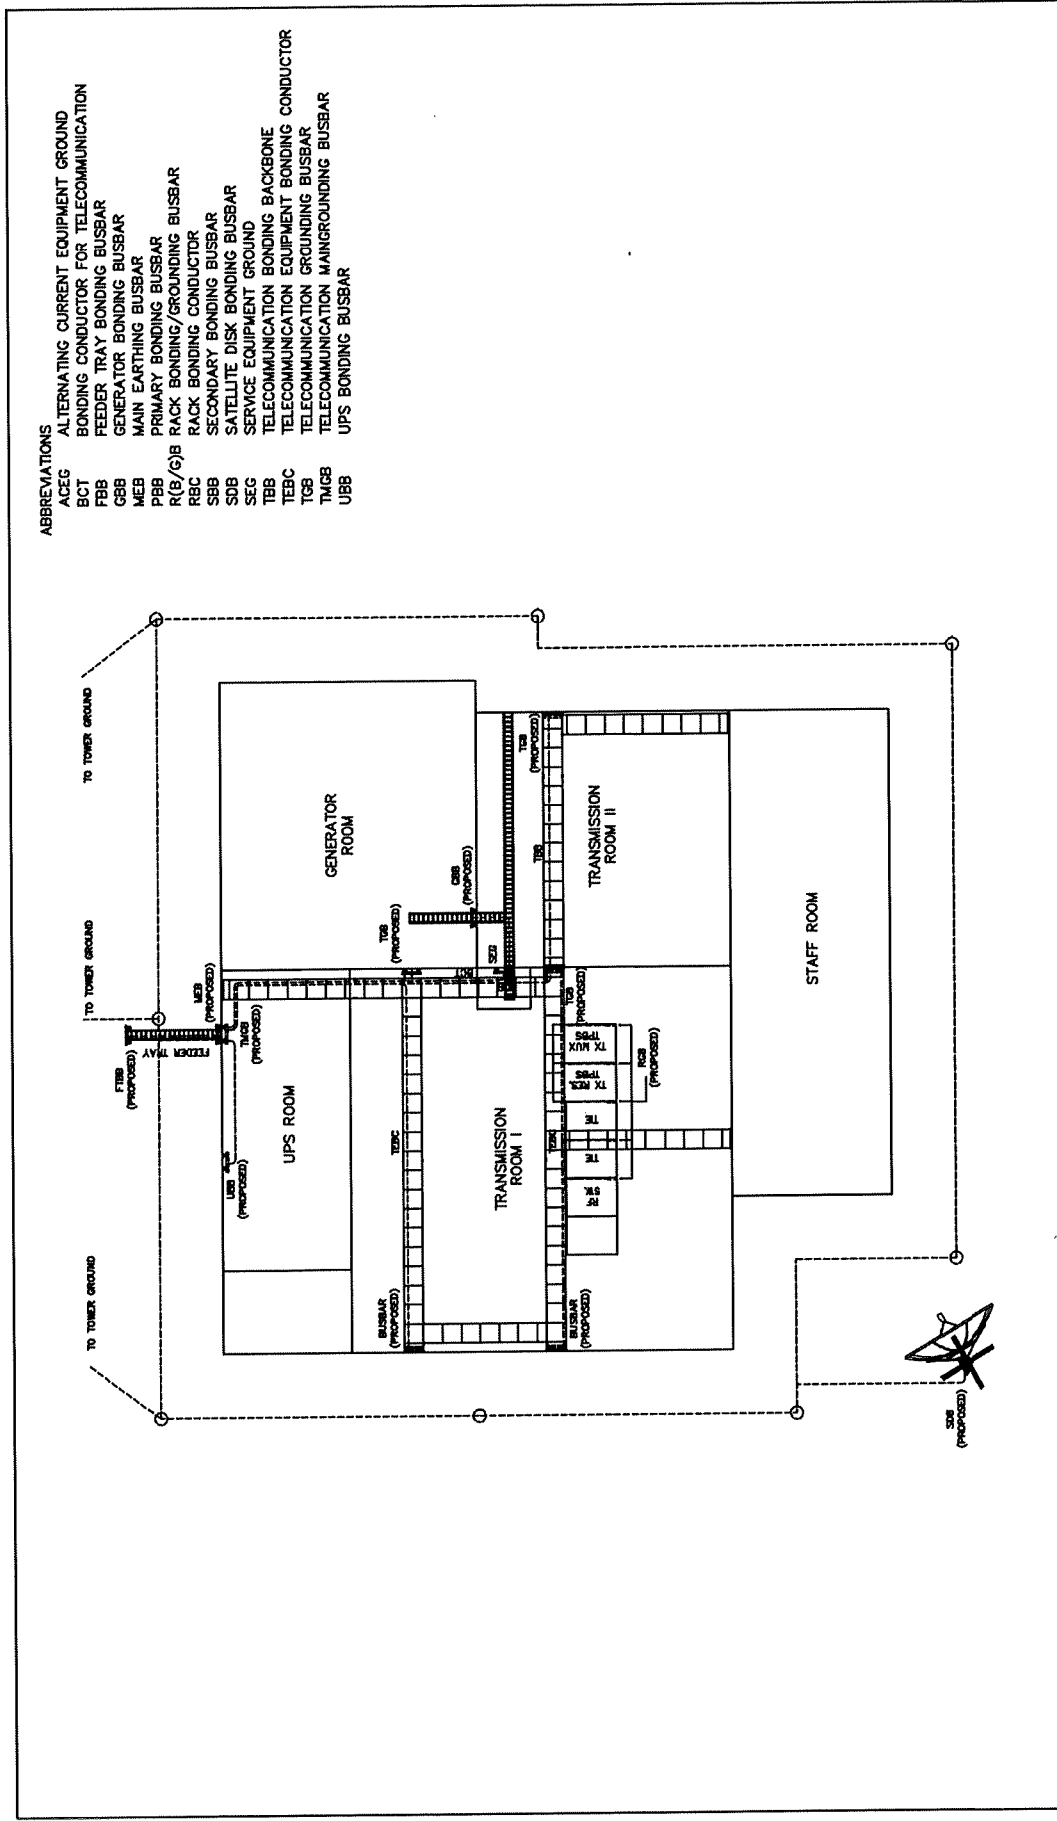 ABBREVIATIONS
ACEG ALTERNATING CURRENT EQUIPMENT GROUND
BCT BONDING CONDUCTOR FOR TELECOMMUNICATION
FBB FEEDER TRAY BONDING BUSBAR
GBB GENERATOR BONDING BUSBAR
MEB MAIN EARTHING BUSBAR
PBB PRIMARY BONDING BUSBAR
R(B/G)B RACK BONDING/GROUNDING BUSBAR
RBC RACK BONDING CONDUCTOR
SBB SECONDARY BONDING BUSBAR
SDB SATELLITE DISK BONDING BUSBAR
SEG SERVICE EQUIPMENT GROUND
TBB TELECOMMUNICATION BONDING BACKBONE
TEBC TELECOMMUNICATION EQUIPMENT BONDING CONDUCTOR
TGB TELECOMMUNICATION GROUNDING BUSBAR
TMGB TELECOMMUNICATION MAINGROUNDING BUSBAR
UBB UPS BONDING BUSBAR
TO TOWER GROUND
TO TOWER GROUND
TO TOWER GROUND
FTBB
(PROPOSED)
FEEDER TRAY
MEB
(PROPOSED)
TMGB
(PROPOSED)
UBB
(PROPOSED)
UPS ROOM
GENERATOR
ROOM
TGB
(PROPOSED)
GBB
(PROPOSED)
SEG
BCT
TGB
(PROPOSED)
BUSBAR
(PROPOSED)
TEBC
TRANSMISSION
ROOM I
TBB
TRANSMISSION
ROOM II
BUSBAR
(PROPOSED)
TEBC
TGB
(PROPOSED)
RF
SW.
TIE
TIE
TX RES.
TPBS
TX MUX
TPBS
RGB
(PROPOSED)
STAFF ROOM
SDB
(PROPOSED)